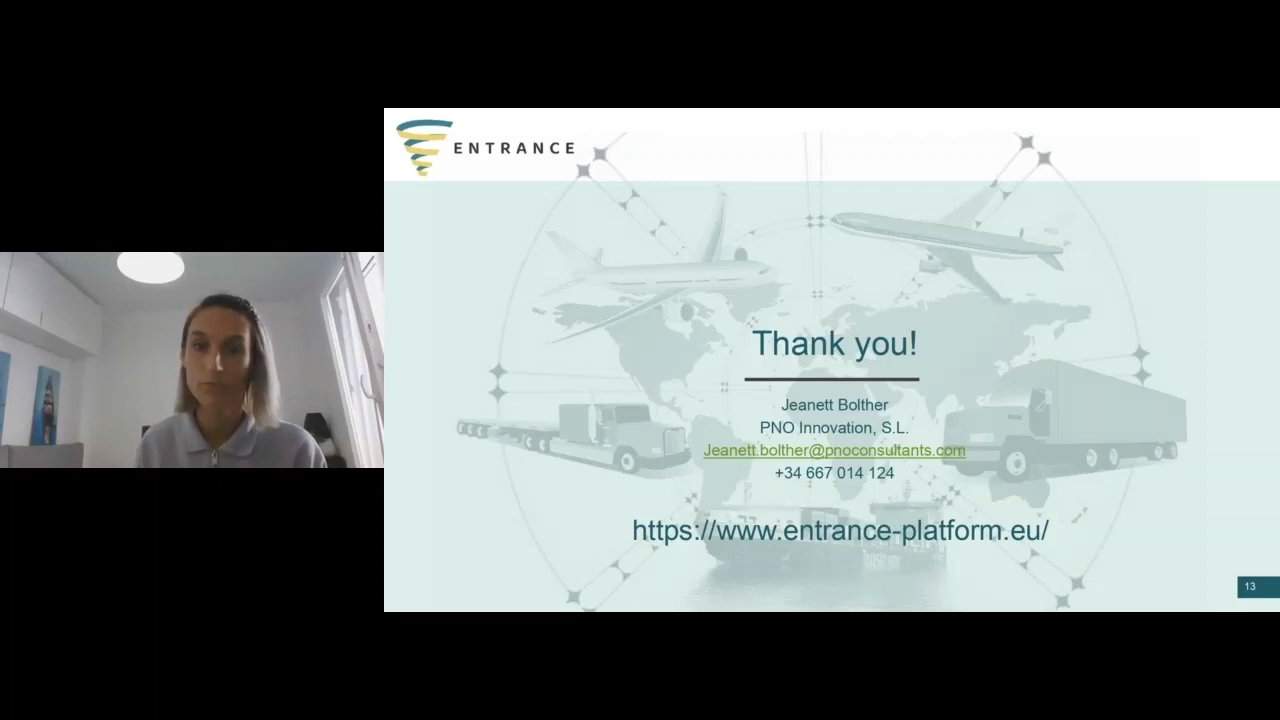 ENTRANCE
Thank you!
Jeanett Bolther
PNO Innovation, S.L.
Jeanett.bolther@pnoconsultants.com
+34 667 014 124
https://www.entrance-platform.eu/
13